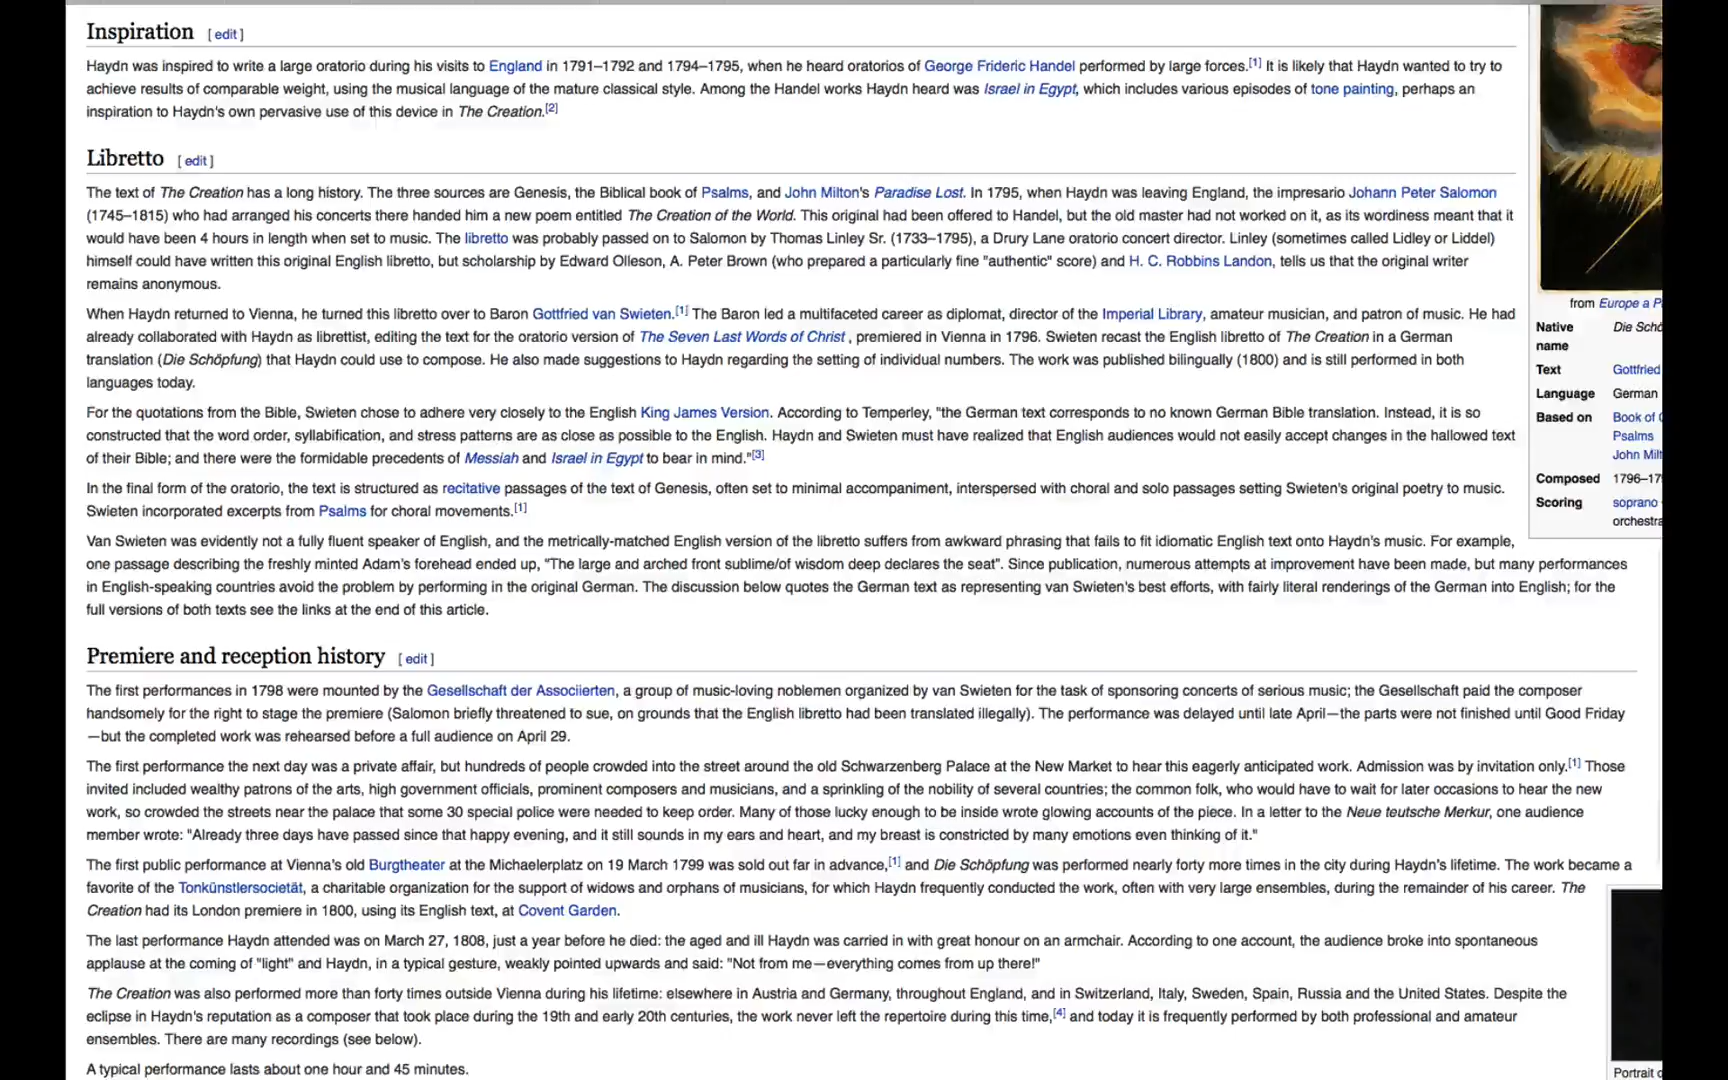 Inspiration [ edit ]
Haydn was inspired to write a large oratorio during his visits to England in 1791–1792 and 1794–1795, when he heard oratorios of George Frideric Handel performed by large forces.[1] It is likely that Haydn wanted to try to
achieve results of comparable weight, using the musical language of the mature classical style. Among the Handel works Haydn heard was Israel in Egypt, which includes various episodes of tone painting, perhaps an
inspiration to Haydn's own pervasive use of this device in The Creation.[2]
Libretto [ edit ]
The text of The Creation has a long history. The three sources are Genesis, the Biblical book of Psalms, and John Milton's Paradise Lost. In 1795, when Haydn was leaving England, the impresario Johann Peter Salomon
(1745–1815) who had arranged his concerts there handed him a new poem entitled The Creation of the World. This original had been offered to Handel, but the old master had not worked on it, as its wordiness meant that it
would have been 4 hours in length when set to music. The libretto was probably passed on to Salomon by Thomas Linley Sr. (1733–1795), a Drury Lane oratorio concert director. Linley (sometimes called Lidley or Liddel)
himself could have written this original English libretto, but scholarship by Edward Olleson, A. Peter Brown (who prepared a particularly fine "authentic" score) and H. C. Robbins Landon, tells us that the original writer
remains anonymous.
When Haydn returned to Vienna, he turned this libretto over to Baron Gottfried van Swieten.[1] The Baron led a multifaceted career as diplomat, director of the Imperial Library, amateur musician, and patron of music. He had
already collaborated with Haydn as librettist, editing the text for the oratorio version of The Seven Last Words of Christ , premiered in Vienna in 1796. Swieten recast the English libretto of The Creation in a German
translation (Die Schöpfung) that Haydn could use to compose. He also made suggestions to Haydn regarding the setting of individual numbers. The work was published bilingually (1800) and is still performed in both
languages today.
For the quotations from the Bible, Swieten chose to adhere very closely to the English King James Version. According to Temperley, "the German text corresponds to no known German Bible translation. Instead, it is so
constructed that the word order, syllabification, and stress patterns are as close as possible to the English. Haydn and Swieten must have realized that English audiences would not easily accept changes in the hallowed text
of their Bible; and there were the formidable precedents of Messiah and Israel in Egypt to bear in mind."[3]
In the final form of the oratorio, the text is structured as recitative passages of the text of Genesis, often set to minimal accompaniment, interspersed with choral and solo passages setting Swieten's original poetry to music.
Swieten incorporated excerpts from Psalms for choral movements.[1]
Van Swieten was evidently not a fully fluent speaker of English, and the metrically-matched English version of the libretto suffers from awkward phrasing that fails to fit idiomatic English text onto Haydn's music. For example,
one passage describing the freshly minted Adam's forehead ended up, "The large and arched front sublime/of wisdom deep declares the seat". Since publication, numerous attempts at improvement have been made, but many performances
in English-speaking countries avoid the problem by performing in the original German. The discussion below quotes the German text as representing van Swieten's best efforts, with fairly literal renderings of the German into English; for the
full versions of both texts see the links at the end of this article.
Premiere and reception history [ edit ]
The first performances in 1798 were mounted by the Gesellschaft der Associierten, a group of music-loving noblemen organized by van Swieten for the task of sponsoring concerts of serious music; the Gesellschaft paid the composer
handsomely for the right to stage the premiere (Salomon briefly threatened to sue, on grounds that the English libretto had been translated illegally). The performance was delayed until late April—the parts were not finished until Good Friday
—but the completed work was rehearsed before a full audience on April 29.
The first performance the next day was a private affair, but hundreds of people crowded into the street around the old Schwarzenberg Palace at the New Market to hear this eagerly anticipated work. Admission was by invitation only.[1] Those
invited included wealthy patrons of the arts, high government officials, prominent composers and musicians, and a sprinkling of the nobility of several countries; the common folk, who would have to wait for later occasions to hear the new
work, so crowded the streets near the palace that some 30 special police were needed to keep order. Many of those lucky enough to be inside wrote glowing accounts of the piece. In a letter to the Neue teutsche Merkur, one audience
member wrote: "Already three days have passed since that happy evening, and it still sounds in my ears and heart, and my breast is constricted by many emotions even thinking of it."
The first public performance at Vienna's old Burgtheater at the Michaelerplatz on 19 March 1799 was sold out far in advance,[1] and Die Schöpfung was performed nearly forty more times in the city during Haydn's lifetime. The work became a
favorite of the Tonkünstlersocietät, a charitable organization for the support of widows and orphans of musicians, for which Haydn frequently conducted the work, often with very large ensembles, during the remainder of his career. The
Creation had its London premiere in 1800, using its English text, at Covent Garden.
The last performance Haydn attended was on March 27, 1808, just a year before he died: the aged and ill Haydn was carried in with great honour on an armchair. According to one account, the audience broke into spontaneous
applause at the coming of "light" and Haydn, in a typical gesture, weakly pointed upwards and said: "Not from me—everything comes from up there!"
The Creation was also performed more than forty times outside Vienna during his lifetime: elsewhere in Austria and Germany, throughout England, and in Switzerland, Italy, Sweden, Spain, Russia and the United States. Despite the
eclipse in Haydn's reputation as a composer that took place during the 19th and early 20th centuries, the work never left the repertoire during this time,[4] and today it is frequently performed by both professional and amateur
ensembles. There are many recordings (see below).
A typical performance lasts about one hour and 45 minutes.
from Europe a P
Native name Die Schö
Text Gottfried
Language German
Based on Book of
Psalms
John Milt
Composed 1796–17
Scoring soprano
orchestra
Portrait